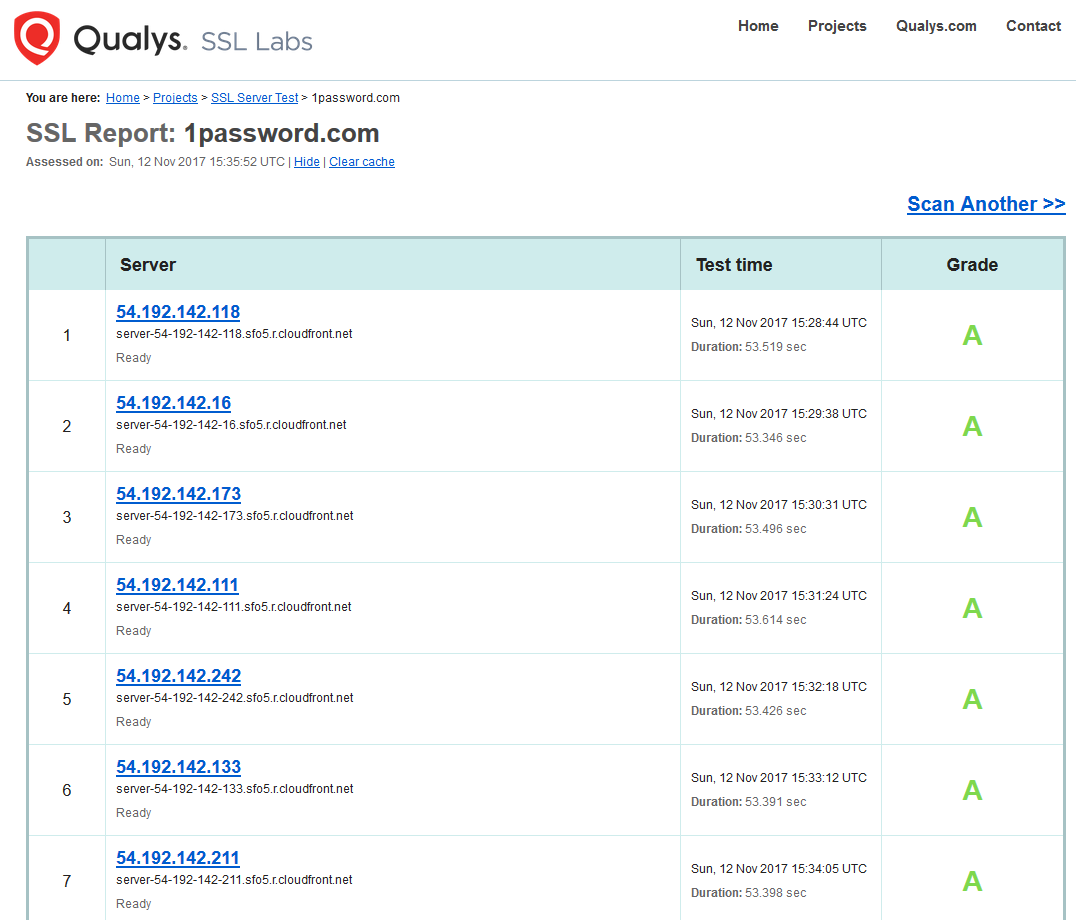 Qualys. SSL Labs
Home Projects Qualys.com Contact
You are here: Home > Projects > SSL Server Test > 1password.com
SSL Report: 1password.com
Assessed on: Sun, 12 Nov 2017 15:35:52 UTC | Hide | Clear cache
Scan Another >>
Server Test time Grade
1
54.192.142.118
server-54-192-142-118.sfo5.r.cloudfront.net
Ready
Sun, 12 Nov 2017 15:28:44 UTC
Duration: 53.519 sec
A
2
54.192.142.16
server-54-192-142-16.sfo5.r.cloudfront.net
Ready
Sun, 12 Nov 2017 15:29:38 UTC
Duration: 53.346 sec
A
3
54.192.142.173
server-54-192-142-173.sfo5.r.cloudfront.net
Ready
Sun, 12 Nov 2017 15:30:31 UTC
Duration: 53.496 sec
A
4
54.192.142.111
server-54-192-142-111.sfo5.r.cloudfront.net
Ready
Sun, 12 Nov 2017 15:31:24 UTC
Duration: 53.614 sec
A
5
54.192.142.242
server-54-192-142-242.sfo5.r.cloudfront.net
Ready
Sun, 12 Nov 2017 15:32:18 UTC
Duration: 53.426 sec
A
6
54.192.142.133
server-54-192-142-133.sfo5.r.cloudfront.net
Ready
Sun, 12 Nov 2017 15:33:12 UTC
Duration: 53.391 sec
A
7
54.192.142.211
server-54-192-142-211.sfo5.r.cloudfront.net
Ready
Sun, 12 Nov 2017 15:34:05 UTC
Duration: 53.398 sec
A